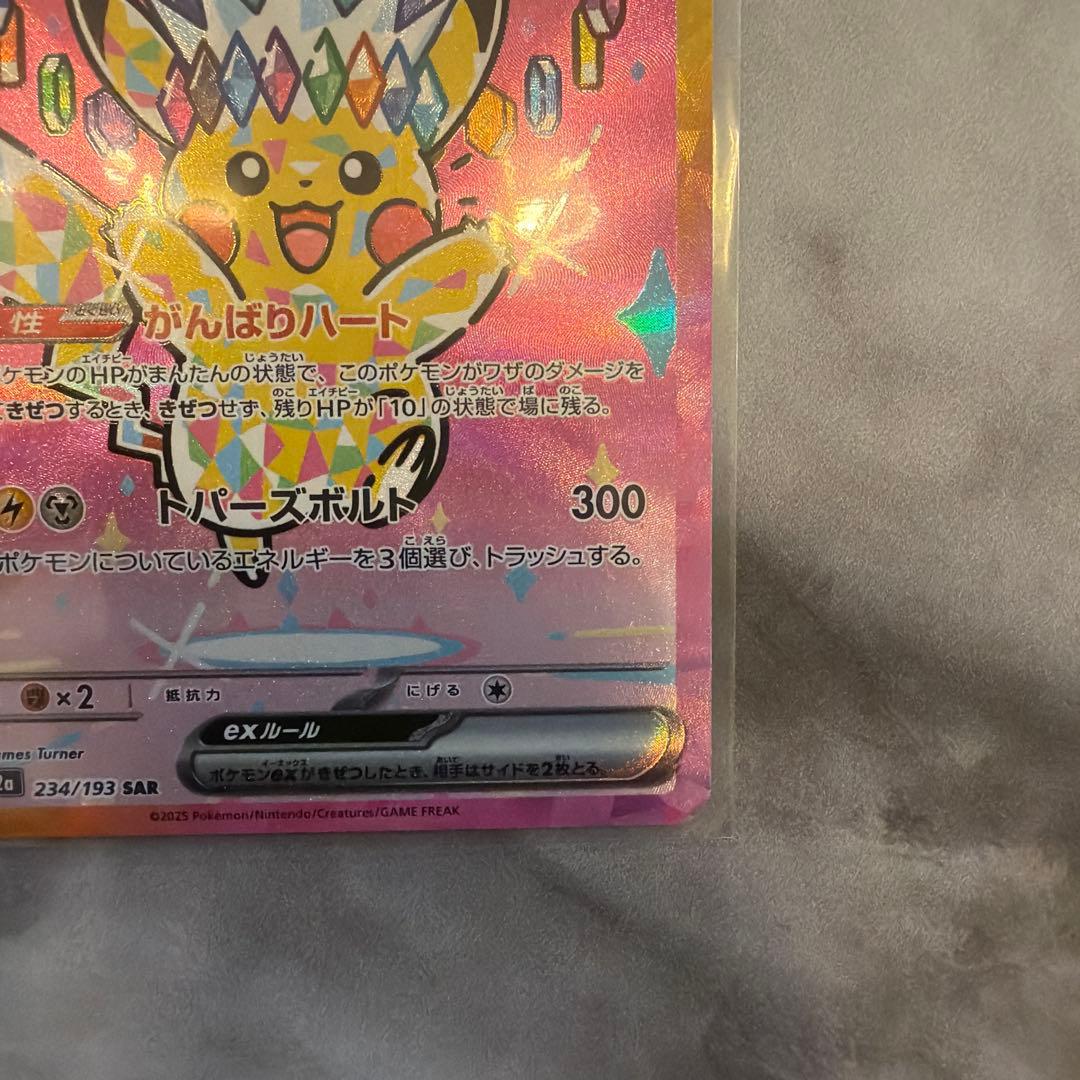 性 がんばりハート
ケモンのHPがまんたんの状態で、このポケモンがワザのダメージを
きぜつするとき、きぜつせず、残りHPが「10」の状態で場に残る。
トパーズボルト 300
ポケモンについているエネルギーを3個選び、トラッシュする。
×2 抵抗力 にげる
exルール
ポケモンexがきぜつしたとき、相手はサイドを2枚とる。
mes Turner
2a 234/193 SAR
©2025 Pokémon/Nintendo/Creatures/GAME FREAK